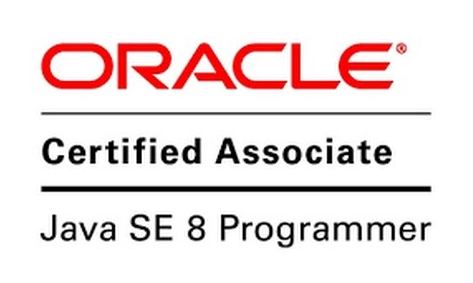 ORACLE®
Certified Associate
Java SE 8 Programmer